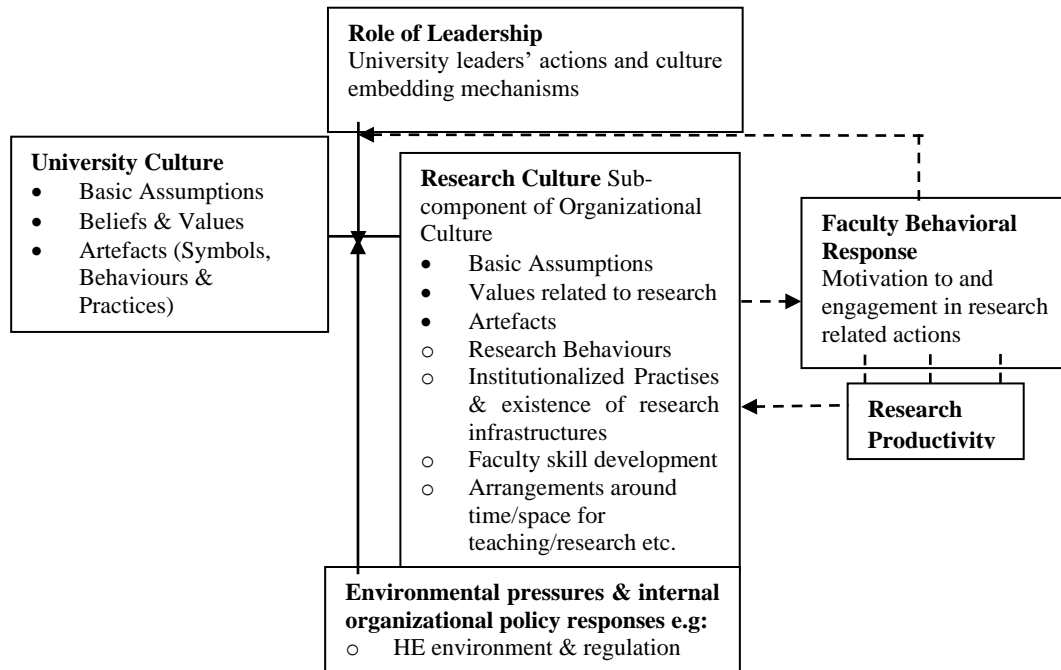 Role of Leadership
University leaders’ actions and culture
embedding mechanisms
University Culture
• Basic Assumptions
• Beliefs & Values
• Artefacts (Symbols,
Behaviours &
Practices)
Research Culture Sub-
component of Organizational
Culture
• Basic Assumptions
• Values related to research
• Artefacts
o Research Behaviours
o Institutionalized Practises
& existence of research
infrastructures
o Faculty skill development
o Arrangements around
time/space for
teaching/research etc.
Faculty Behavioral
Response
Motivation to and
engagement in research
related actions
Research
Productivity
Environmental pressures & internal
organizational policy responses e.g:
o HE environment & regulation